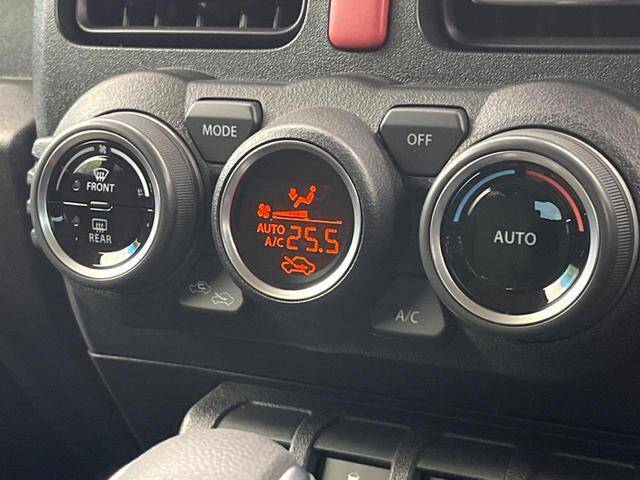 MODE
OFF
FRONT
REAR
AUTO
A/C 25.5
AUTO
A/C